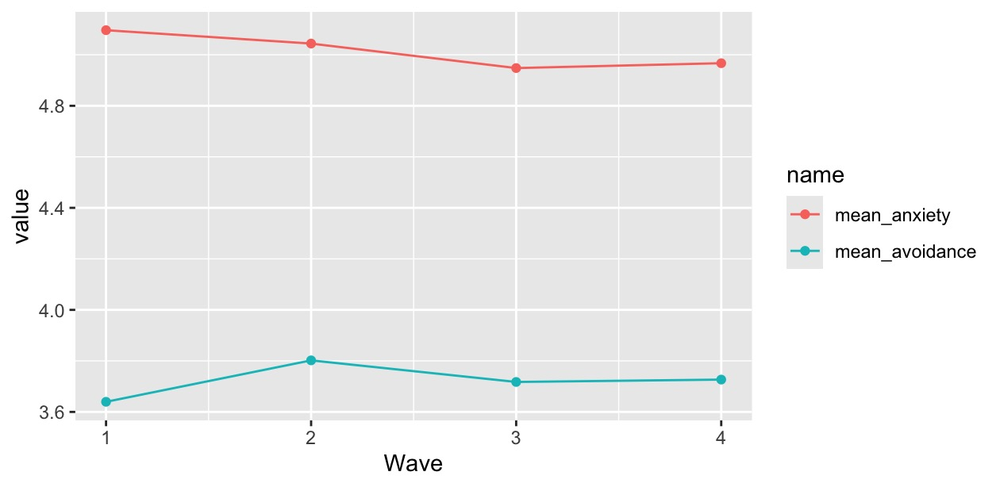 4.8
4.4
4.0
3.6
value
1 2 3 4
Wave
name
mean_anxiety
mean_avoidance